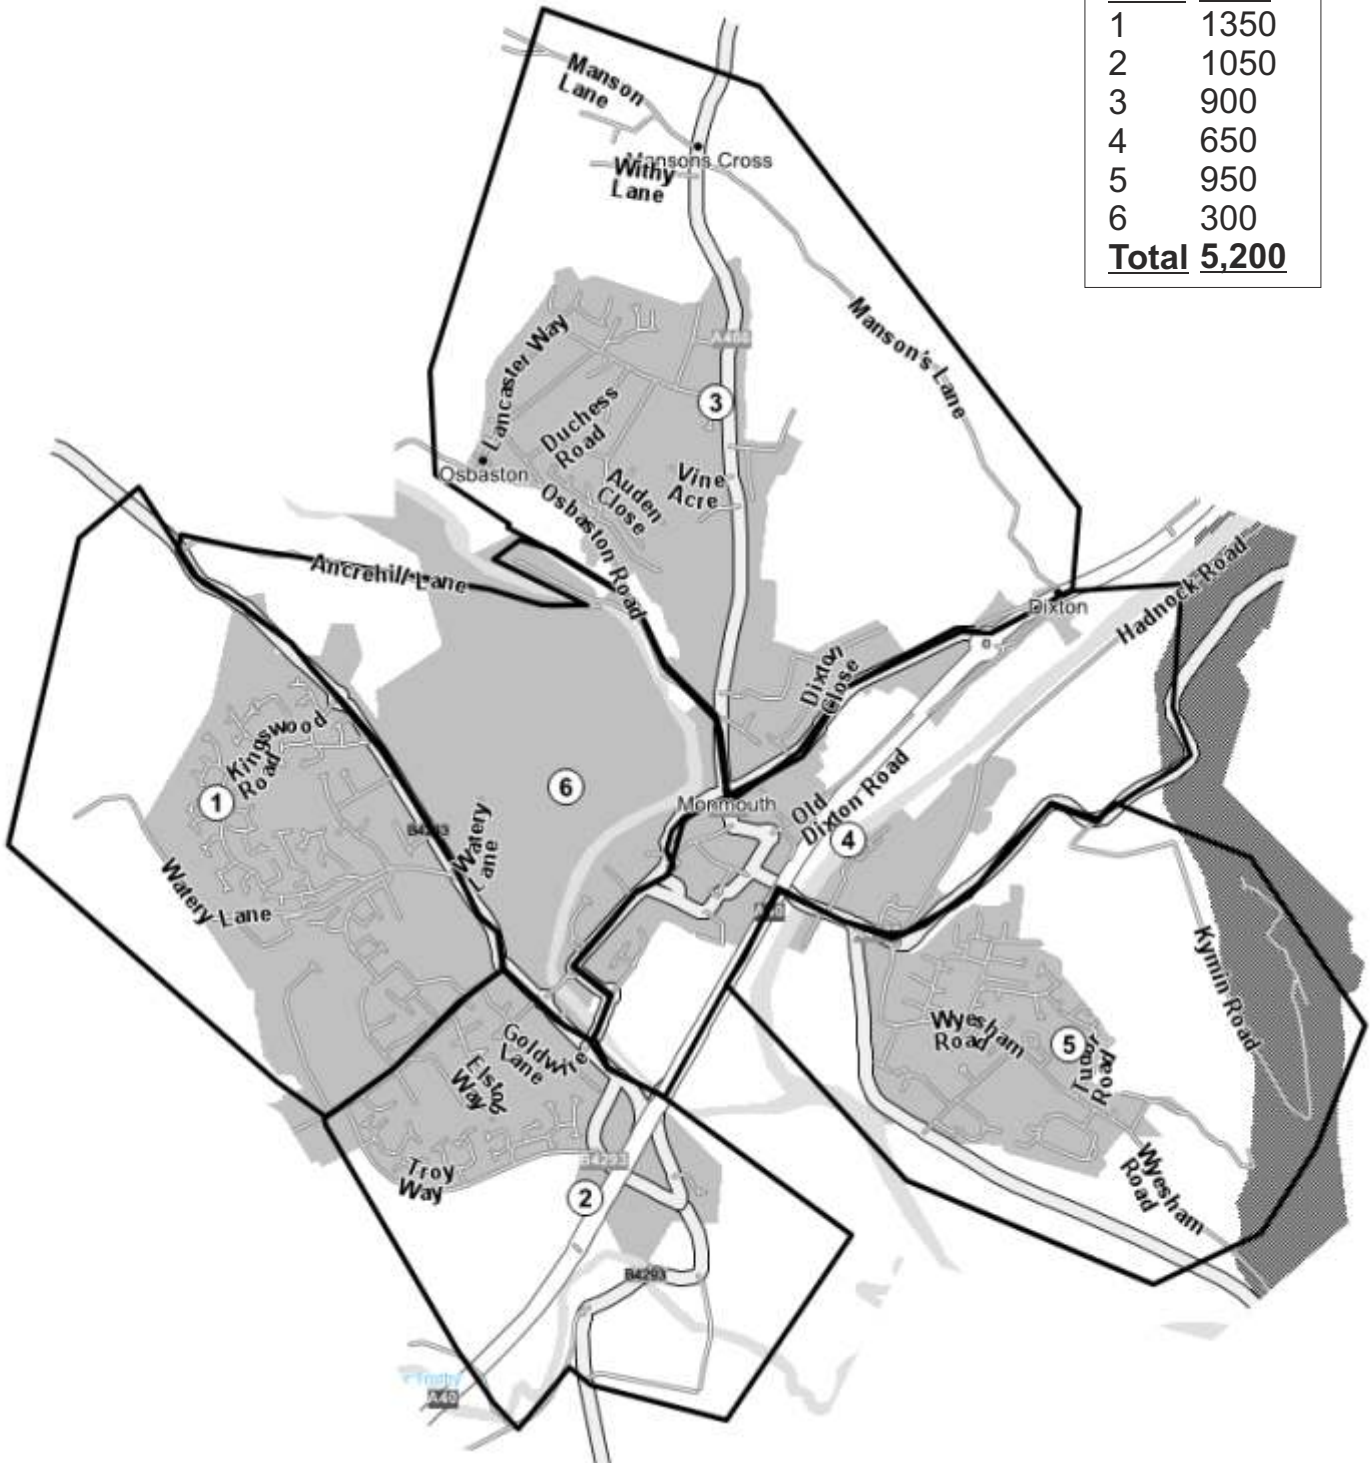 1 1350
2 1050
3 900
4 650
5 950
6 300
Total 5,200
Manson
Lane
Mansons Cross
Withy
Lane
Manson's Lane
Lancaster Way
3
Duchess
Road
Vine
Acre
Auden
Close
Osbaston
Osbaston Road
Ancrehill Lane
Dixton
Hadnock Road
Dixton
Close
Kingswood
Road
1
6
Monmouth
Old
Dixton Road
4
B4293
Watery
Lane
Watery Lane
Kymin Road
Wyesham
Road
5
Tudor
Road
Goldwire
Lane
Elstob
Way
Troy
Way
B4293
2
Wyesham
Road
B4293
Trothy
A40